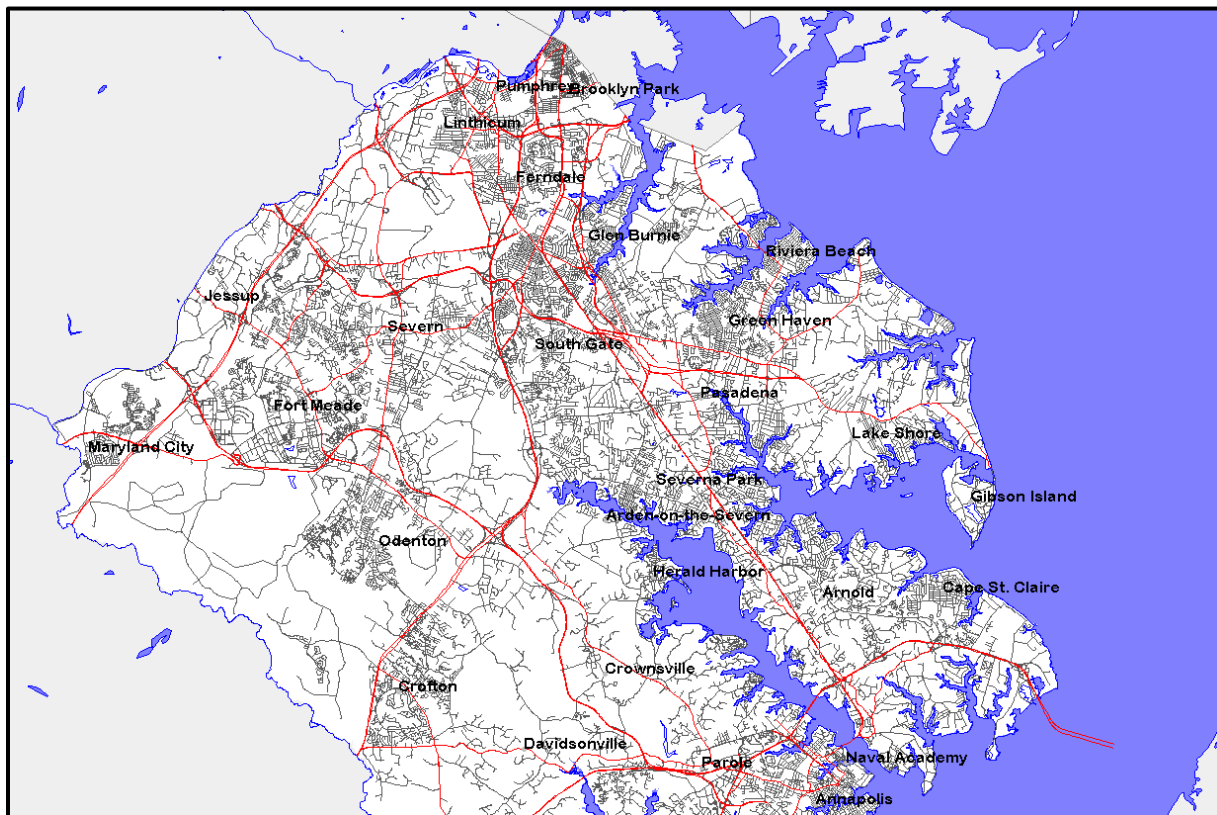 Pumphrey
Brooklyn Park
Linthicum
Ferndale
Glen Burnie
Riviera Beach
Jessup
Severn
Green Haven
South Gate
Pasadena
Fort Meade
Lake Shore
Maryland City
Severna Park
Gibson Island
Arden-on-the-Severn
Odenton
Herald Harbor
Cape St. Claire
Arnold
Crownsville
Crofton
Davidsonville
Parole
Naval Academy
Annapolis